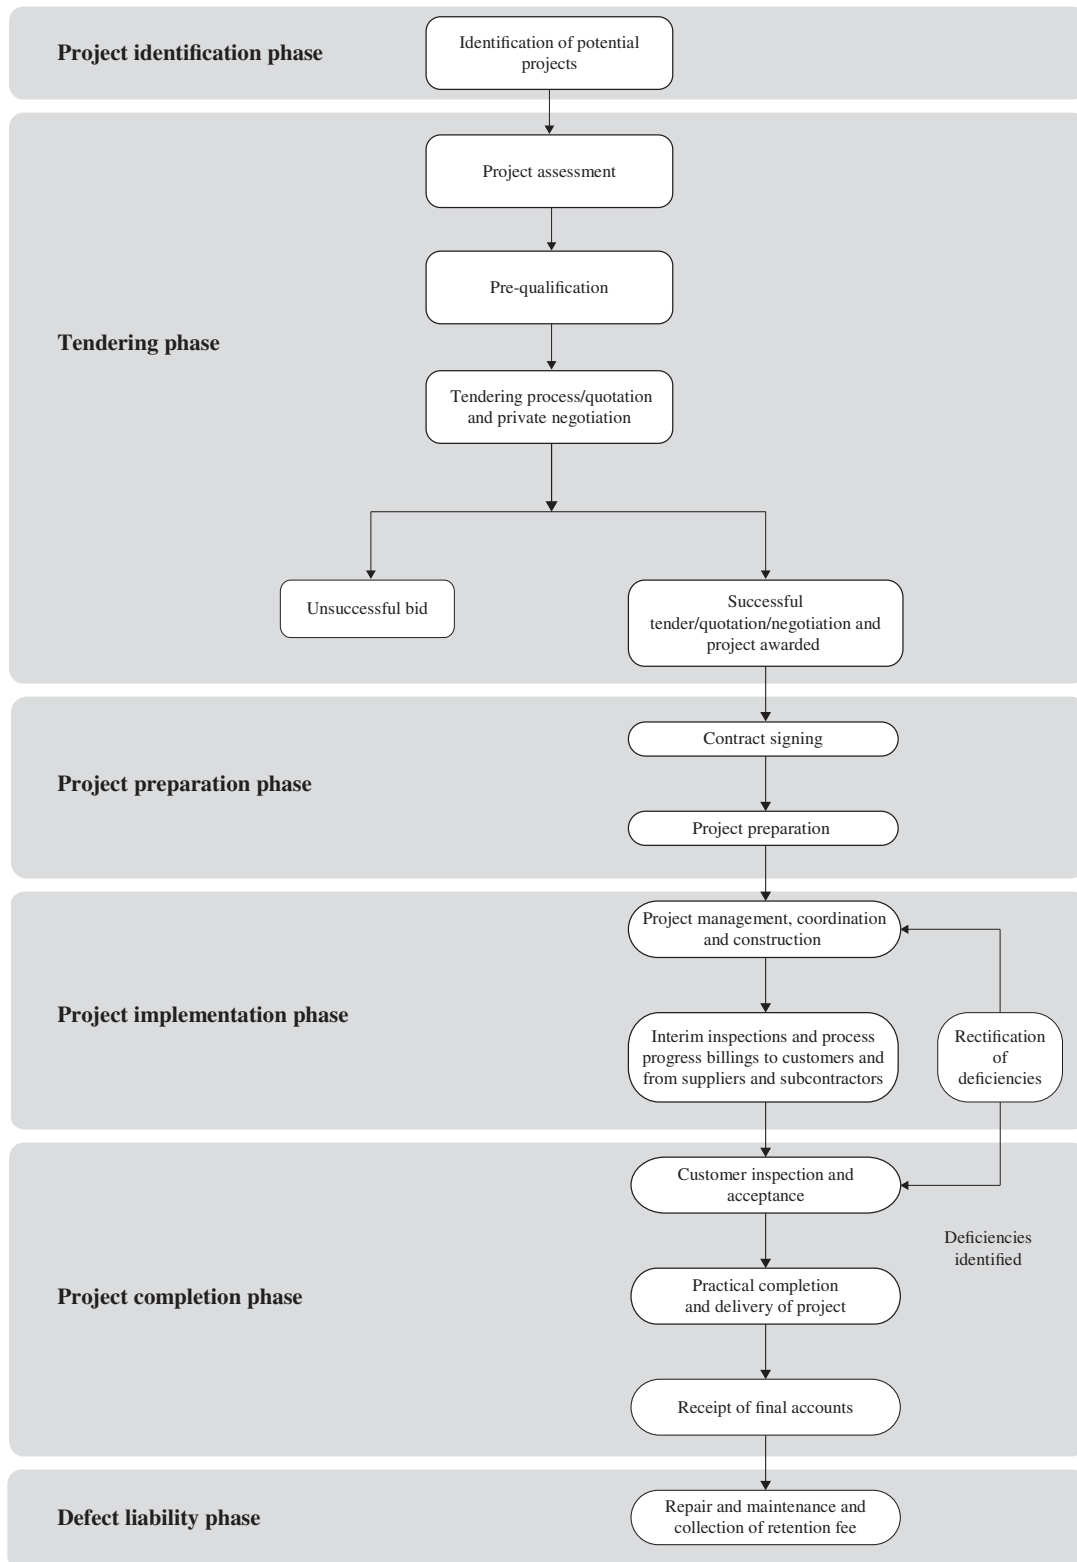 Project identification phase
Identification of potential
projects
Project assessment
Pre-qualification
Tendering phase
Tendering process/quotation
and private negotiation
Unsuccessful bid
Successful
tender/quotation/negotiation and
project awarded
Contract signing
Project preparation phase
Project preparation
Project management, coordination
and construction
Project implementation phase
Interim inspections and process
progress billings to customers and
from suppliers and subcontractors
Rectification
of
deficiencies
Customer inspection and
acceptance
Deficiencies
identified
Project completion phase
Practical completion
and delivery of project
Receipt of final accounts
Defect liability phase
Repair and maintenance and
collection of retention fee